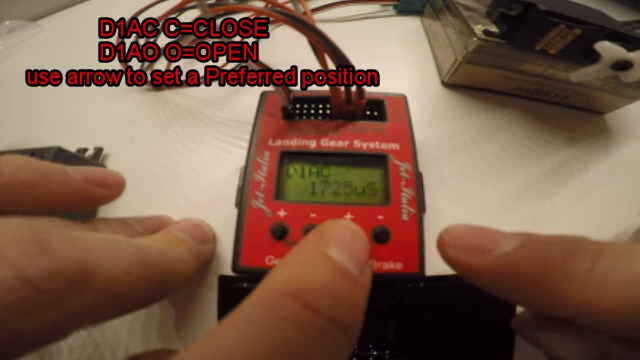 D1AC C=CLOSE
D1AO O=OPEN
use arrow to set a Preferred position
Landing Gear System
Jet-Italia
Jet-Italia
D1AC
1725uS
+ - + -
Brake